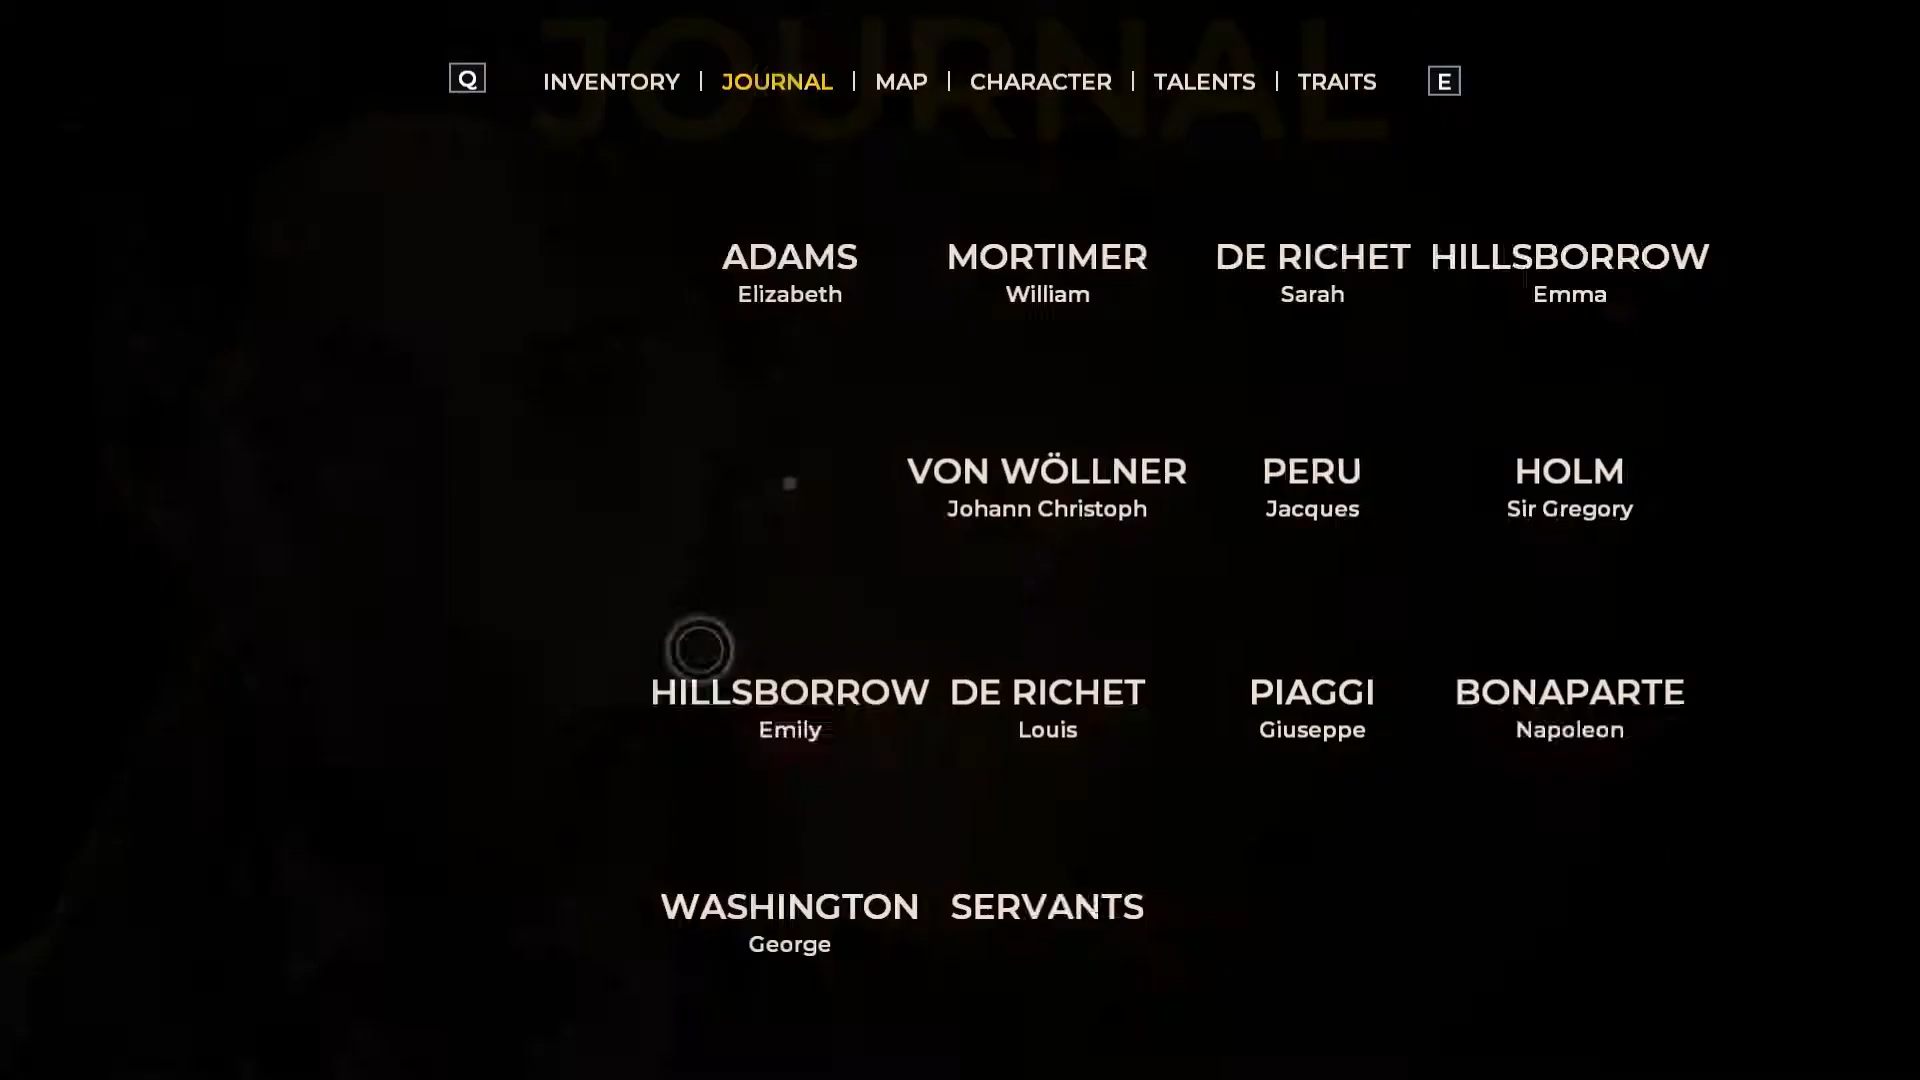 JOURNAL
Q INVENTORY | JOURNAL | MAP | CHARACTER | TALENTS | TRAITS E
ADAMS MORTIMER DE RICHET HILLSBORROW
Elizabeth William Sarah Emma
VON WÖLLNER PERU HOLM
Johann Christoph Jacques Sir Gregory
HILLSBORROW DE RICHET PIAGGI BONAPARTE
Emily Louis Giuseppe Napoleon
WASHINGTON SERVANTS
George